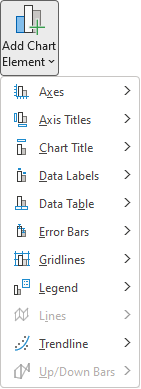 Add Chart
Element
Axes
Axis Titles
Chart Title
Data Labels
Data Table
Error Bars
Gridlines
Legend
Lines
Trendline
Up/Down Bars